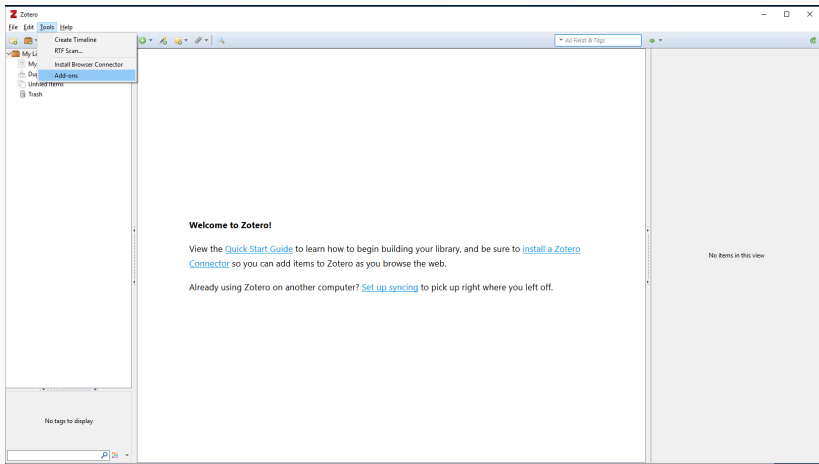 Zotero
File Edit Tools Help
Create Timeline
RTF Scan...
Install Browser Connector
Add-ons
All Fields & Tags
My Li
My
Dup
Unfiled Items
Trash
Welcome to Zotero!
View the Quick Start Guide to learn how to begin building your library, and be sure to install a Zotero
Connector so you can add items to Zotero as you browse the web.
Already using Zotero on another computer? Set up syncing to pick up right where you left off.
No items in this view
No tags to display